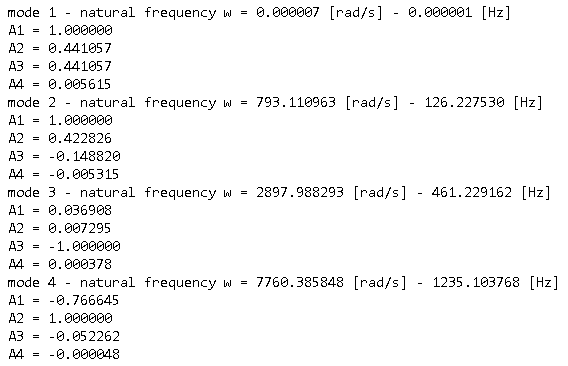 mode 1 - natural frequency w = 0.000007 [rad/s] - 0.000001 [Hz]
A1 = 1.000000
A2 = 0.441057
A3 = 0.441057
A4 = 0.005615
mode 2 - natural frequency w = 793.110963 [rad/s] - 126.227530 [Hz]
A1 = 1.000000
A2 = 0.422826
A3 = -0.148820
A4 = -0.005315
mode 3 - natural frequency w = 2897.988293 [rad/s] - 461.229162 [Hz]
A1 = 0.036908
A2 = 0.007295
A3 = -1.000000
A4 = 0.000378
mode 4 - natural frequency w = 7760.385848 [rad/s] - 1235.103768 [Hz]
A1 = -0.766645
A2 = 1.000000
A3 = -0.052262
A4 = -0.000048